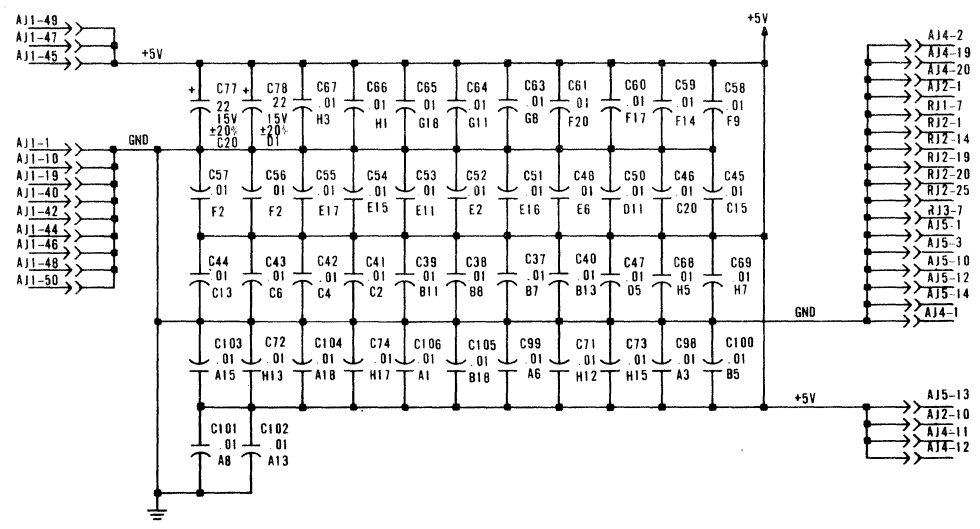 AJ1-49
AJ1-47
AJ1-45
+5V
+5V
+ C77 22 15V ±20% C20
+ C78 22 15V ±20% D1
C67 .01 H3
C66 .01 H1
C65 .01 G18
C64 .01 G11
C63 .01 G8
C61 .01 F20
C60 .01 F17
C59 .01 F14
C58 .01 F9
AJ1-1
AJ1-10
AJ1-19
AJ1-40
AJ1-42
AJ1-44
AJ1-46
AJ1-48
AJ1-50
GND
C57 .01 F2
C56 .01 F2
C55 .01 E17
C54 .01 E15
C53 .01 E11
C52 .01 E2
C51 .01 E16
C48 .01 E6
C50 .01 D11
C46 .01 C20
C45 .01 C15
C44 .01 C13
C43 .01 C6
C42 .01 C4
C41 .01 C2
C39 .01 B11
C38 .01 B8
C37 .01 B7
C40 .01 B13
C47 .01 D5
C68 .01 H5
C69 .01 H7
C103 .01 A15
C72 .01 H13
C104 .01 A18
C74 .01 H17
C106 .01 A1
C105 .01 B18
C99 .01 A6
C71 .01 H12
C73 .01 H15
C98 .01 A3
C100 .01 B5
C101 .01 A8
C102 .01 A13
AJ4-2
AJ4-19
AJ4-20
AJ2-1
RJ1-7
RJ2-1
RJ2-14
RJ2-19
RJ2-20
RJ2-25
RJ3-7
AJ5-1
AJ5-3
AJ5-10
AJ5-12
AJ5-14
AJ4-1
GND
+5V
AJ5-13
AJ2-10
AJ4-11
AJ4-12